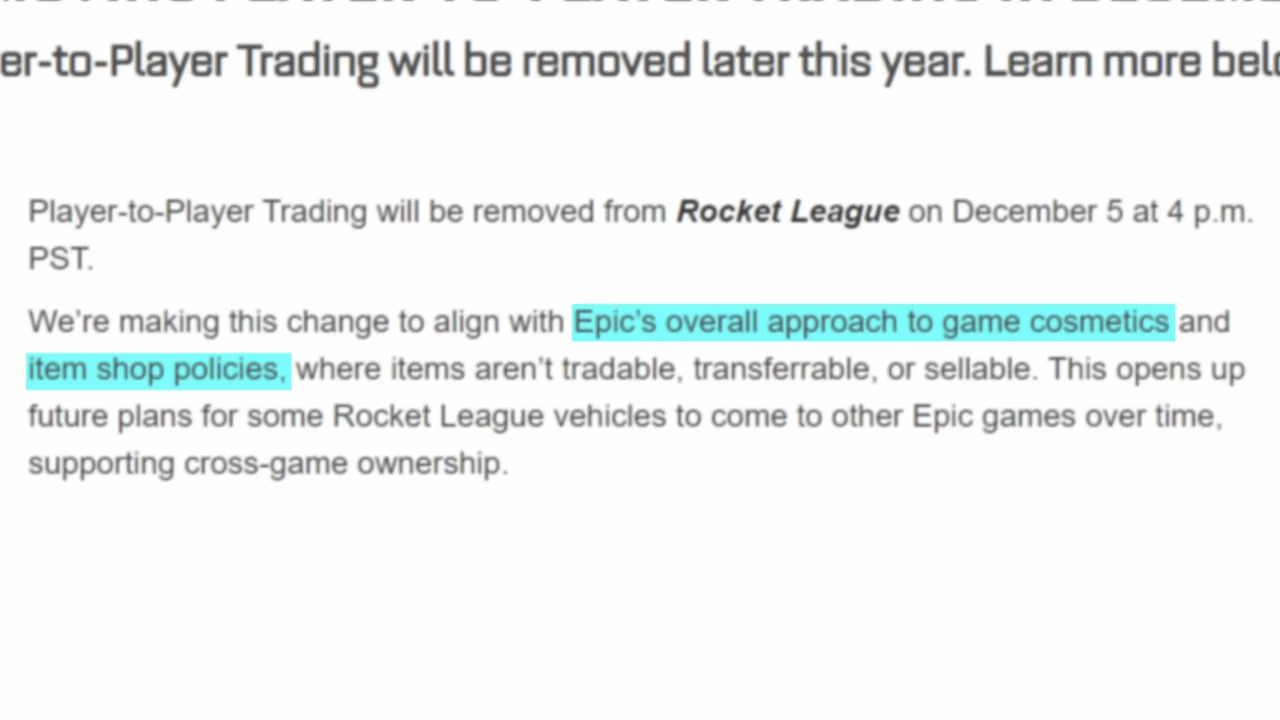 er-to-Player Trading will be removed later this year. Learn more
Player-to-Player Trading will be removed from Rocket League on December 5 at 4 p.m.
PST.
We’re making this change to align with Epic’s overall approach to game cosmetics and
item shop policies, where items aren’t tradable, transferrable, or sellable. This opens up
future plans for some Rocket League vehicles to come to other Epic games over time,
supporting cross-game ownership.